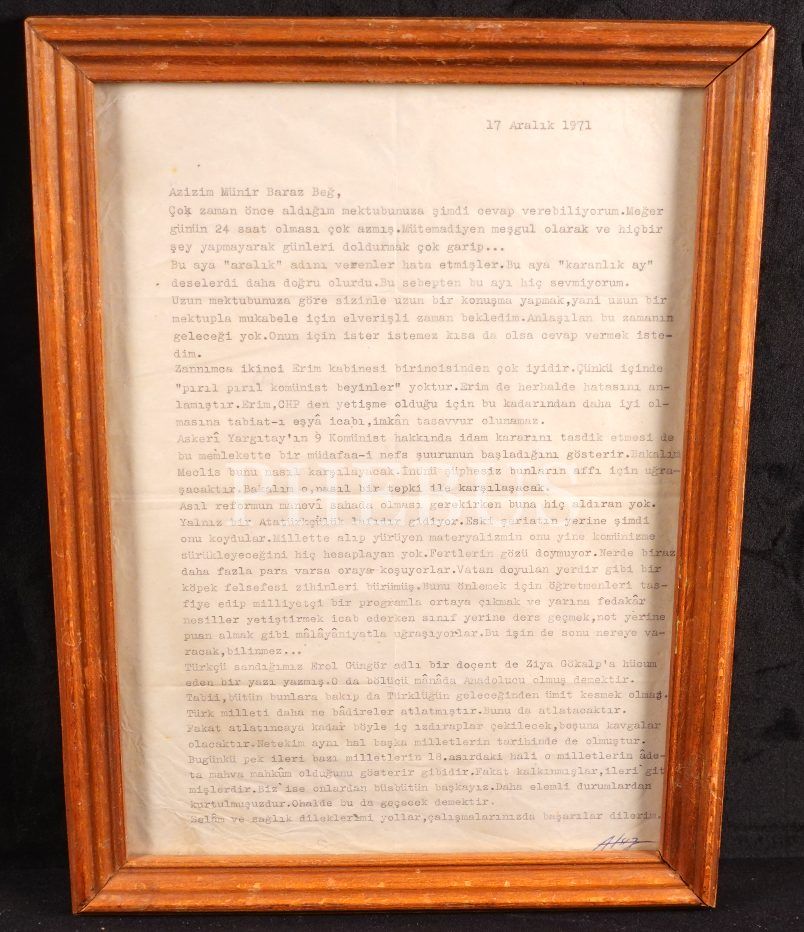 17 Aralık 1971
Azizim Münir Baraz Beğ,
Çok zaman önce aldığım mektubunuza şimdi cevap verebiliyorum.Meğer
günün 24 saat olması çok azmış.Mütemadiyen meşgul olarak ve hiçbir
şey yapmayarak günleri doldurmak çok garip...
Bu aya "aralık" adını verenler hata etmişler.Bu aya "karanlık ay"
deselerdi daha doğru olurdu.Bu sebepten bu ayı hiç sevmiyorum.
Uzun mektubunuza göre sizinle uzun bir konuşma yapmak,yani uzun bir
mektupla mukabele için elverişli zaman bekledim.Anlaşılan bu zamanın
geleceği yok.Onun için ister istemez kısa da olsa cevap vermek iste-
dim.
Zannımca ikinci Erim kabinesi birincisinden çok iyidir.Çünkü içinde
"pırıl pırıl komünist beyinler" yoktur.Erim de herbalde hatasını an-
lamıştır.Erim,CHP den yetişme olduğu için bu kadarından daha iyi ol-
masına tabiat-ı eşyâ icabı,imkân tasavvur olunamaz.
Askerî Yargıtay'ın 9 Komünist hakkında idam kararını tasdik etmesi de
bu memlekette bir müdafaa-i nefs şuurunun başladığını gösterir.Bakalım
Meclis bunu nasıl karşılayacak.İnönü şüphesiz bunların affı için uğra-
şacaktır.Bakalım o,nasıl bir tepki ile karşılaşacak.
Asıl reformun manevî sahada olması gerekirken buna hiç aldıran yok.
Yalnız bir Atatürkçülük lafıdır gidiyor.Eski şeriatın yerine şimdi
onu koydular.Millette alıp yürüyen materyalizmin onu yine komünizme
sürükleyeceğini hiç hesaplayan yok.Fertlerin gözü doymuyor.Nerde biraz
daha fazla para varsa oraya koşuyorlar.Vatan doyulan yerdir gibi bir
köpek felsefesi zihinleri bürümüş.Bunu önlemek için öğretmenleri tas-
fiye edip milliyetçi bir programla ortaya çıkmak ve yarına fedakâr
nesiller yetiştirmek icab ederken sınıf yerine ders geçmek,not yerine
puan almak gibi mâlâyâniyatla uğraşıyorlar.Bu işin de sonu nereye va-
racak,bilinmez...
Türkçü sandığımız Erol Güngör adlı bir doçent de Ziya Gökalp'a hücum
eden bir yazı yazmış.O da bölücü mânâda Anadolucu olmuş demektir.
Tabiî,bütün bunlara bakıp da Türklüğün geleceğinden ümit kesmek olmaz.
Türk milleti daha ne bâdireler atlatmıştır.Bunu da atlatacaktır.
Fakat atlatıncaya kadar böyle iç ızdıraplar çekilecek,boşuna kavgalar
olacaktır.Netekim aynı hal başka milletlerin tarihinde de olmuştur.
Bugünkü pek ileri bazı milletlerin 18.asırdaki hali o milletlerin âde-
ta mahva mahkûm olduğunu gösterir gibidir.Fakat kalkınmışlar,ileri git
mişlerdir.Biz ise onlardan büsbütün başkayız.Daha elemli durumlardan
kurtulmuşuzdur.Ohalde bu da geçecek demektir.
Selâm ve sağlık dileklerimi yollar,çalışmalarınızda başarılar dilerim.